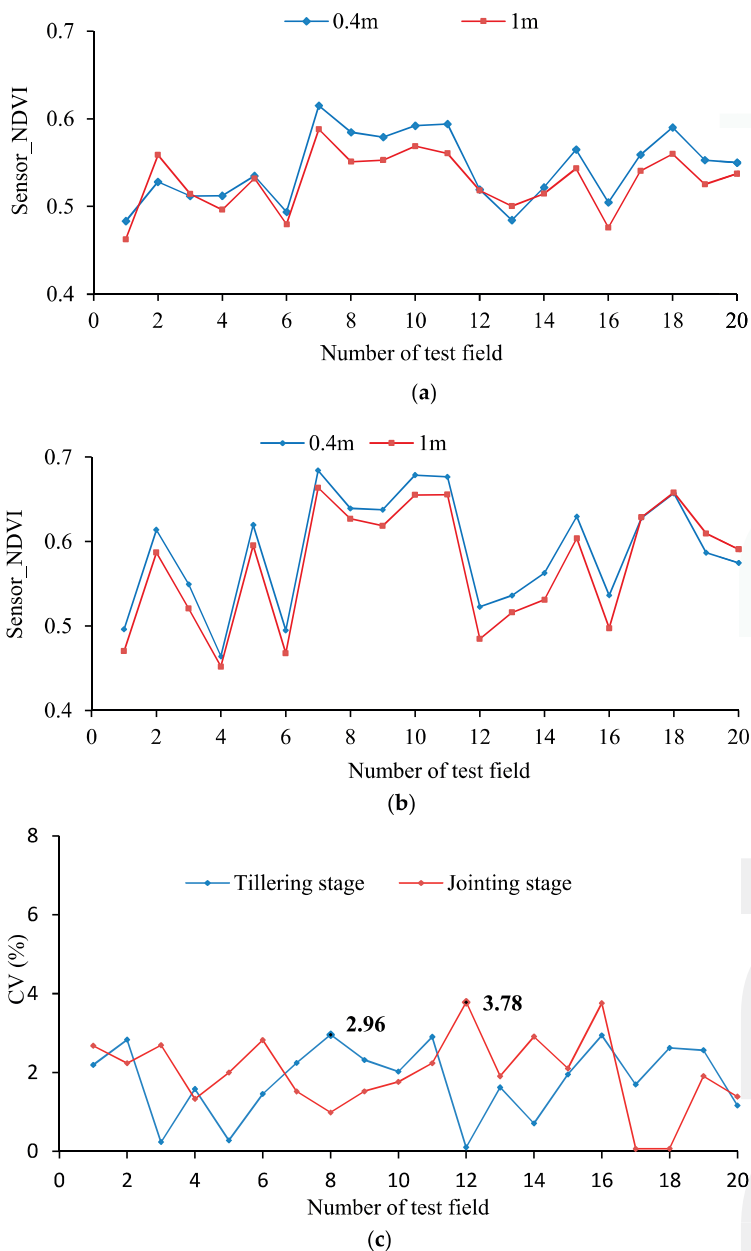 0.4m 1m
0.7
0.6
0.5
0.4
Sensor_NDVI
0 2 4 6 8 10 12 14 16 18 20
Number of test field
(a)
0.4m 1m
0.7
0.6
0.5
0.4
Sensor_NDVI
0 2 4 6 8 10 12 14 16 18 20
Number of test field
(b)
8
6
4
2
0
CV (%)
Tillering stage Jointing stage
2.96
3.78
0 2 4 6 8 10 12 14 16 18 20
Number of test field
(c)